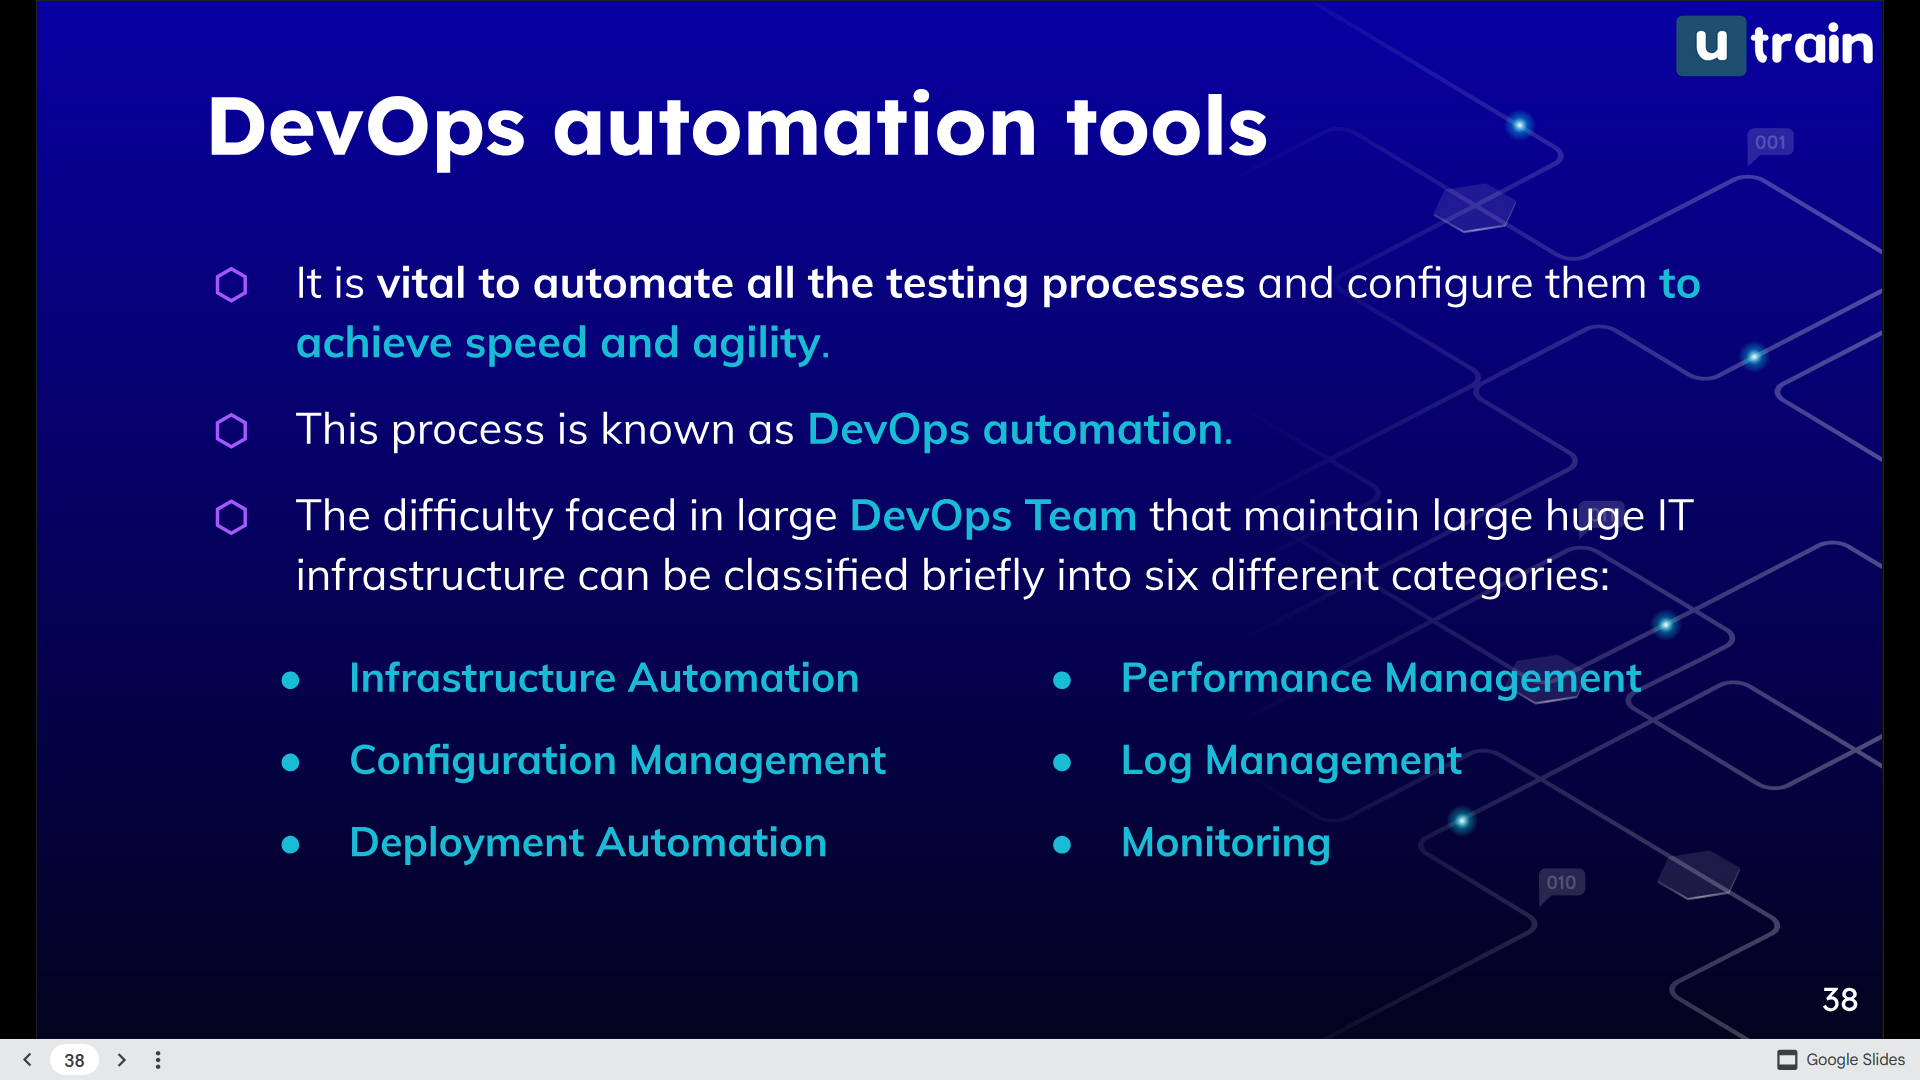 u train
DevOps automation tools
001
It is vital to automate all the testing processes and configure them to
achieve speed and agility.
This process is known as DevOps automation.
The difficulty faced in large DevOps Team that maintain large huge IT
infrastructure can be classified briefly into six different categories:
Infrastructure Automation
Configuration Management
Deployment Automation
Performance Management
Log Management
Monitoring
010
38
38
Google Slides